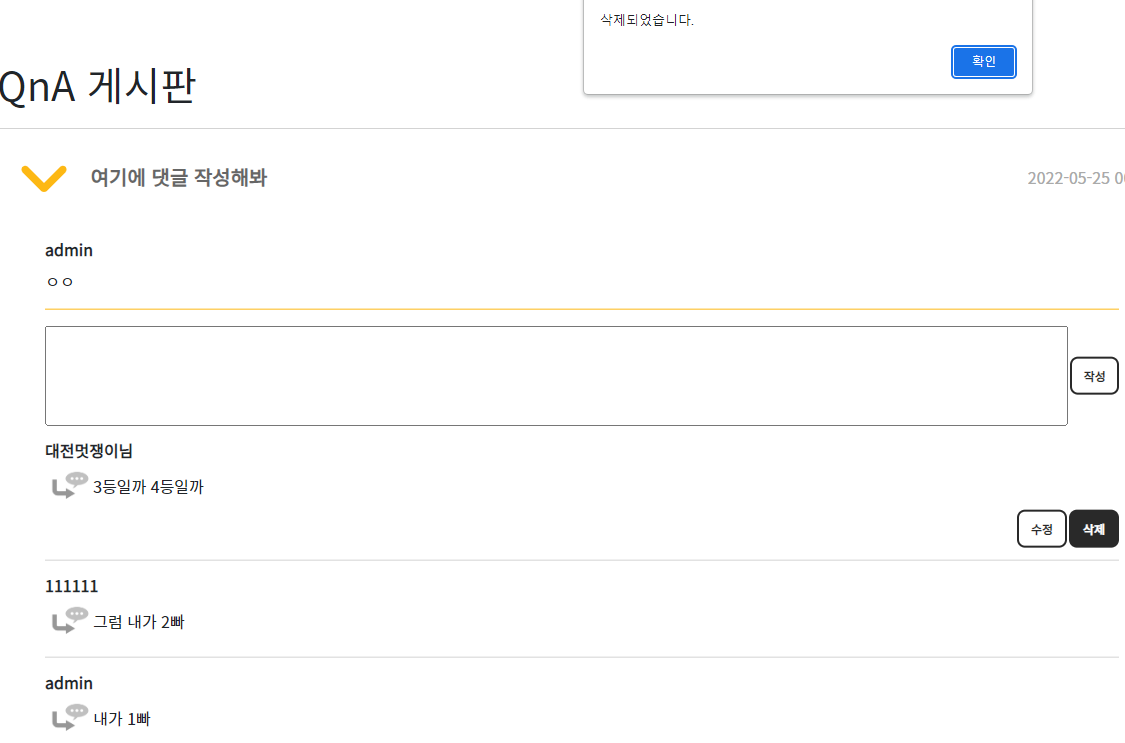 삭제되었습니다.
확인
QnA 게시판
여기에 댓글 작성해봐
2022-05-25
admin
ㅇㅇ
작성
대전멋쟁이님
3등일까 4등일까
수정 삭제
111111
그럼 내가 2빠
admin
내가 1빠